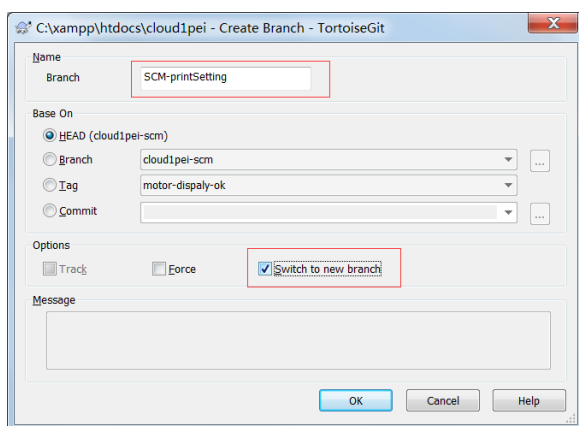 C:\xampp\htdocs\cloud1pei - Create Branch - TortoiseGit
Name
Branch SCM-printSetting
Base On
HEAD (cloud1pei-scm)
Branch cloud1pei-scm ...
Tag motor-dispaly-ok
Commit ...
Options
Track Force Switch to new branch
Message
OK Cancel Help